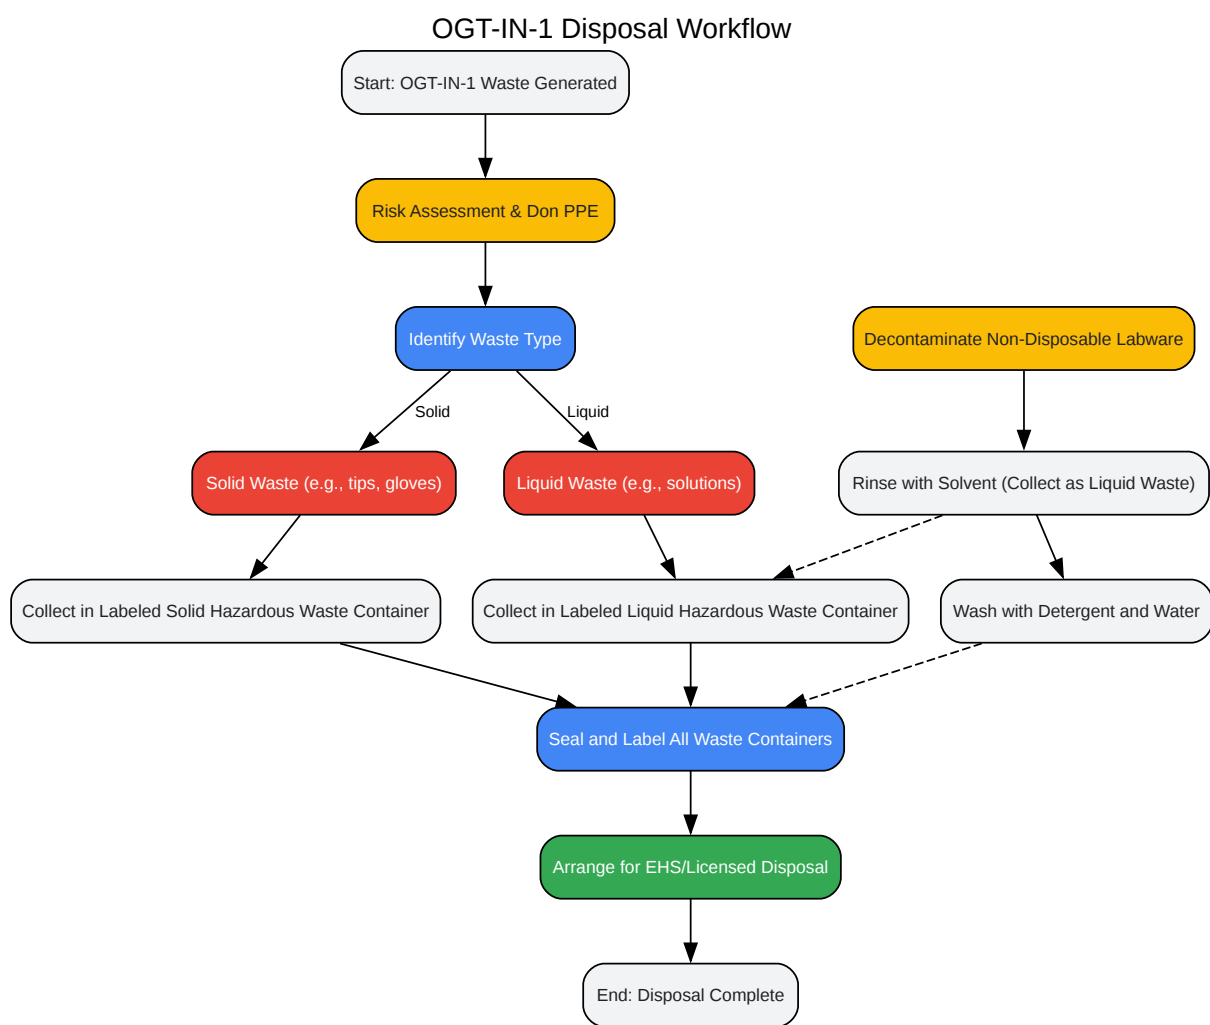 OGT-IN-1 Disposal Workflow
Start: OGT-IN-1 Waste Generated
Risk Assessment & Don PPE
Identify Waste Type
Decontaminate Non-Disposable Labware
Solid
Liquid
Solid Waste (e.g., tips, gloves)
Liquid Waste (e.g., solutions)
Rinse with Solvent (Collect as Liquid Waste)
Collect in Labeled Solid Hazardous Waste Container
Collect in Labeled Liquid Hazardous Waste Container
Wash with Detergent and Water
Seal and Label All Waste Containers
Arrange for EHS/Licensed Disposal
End: Disposal Complete